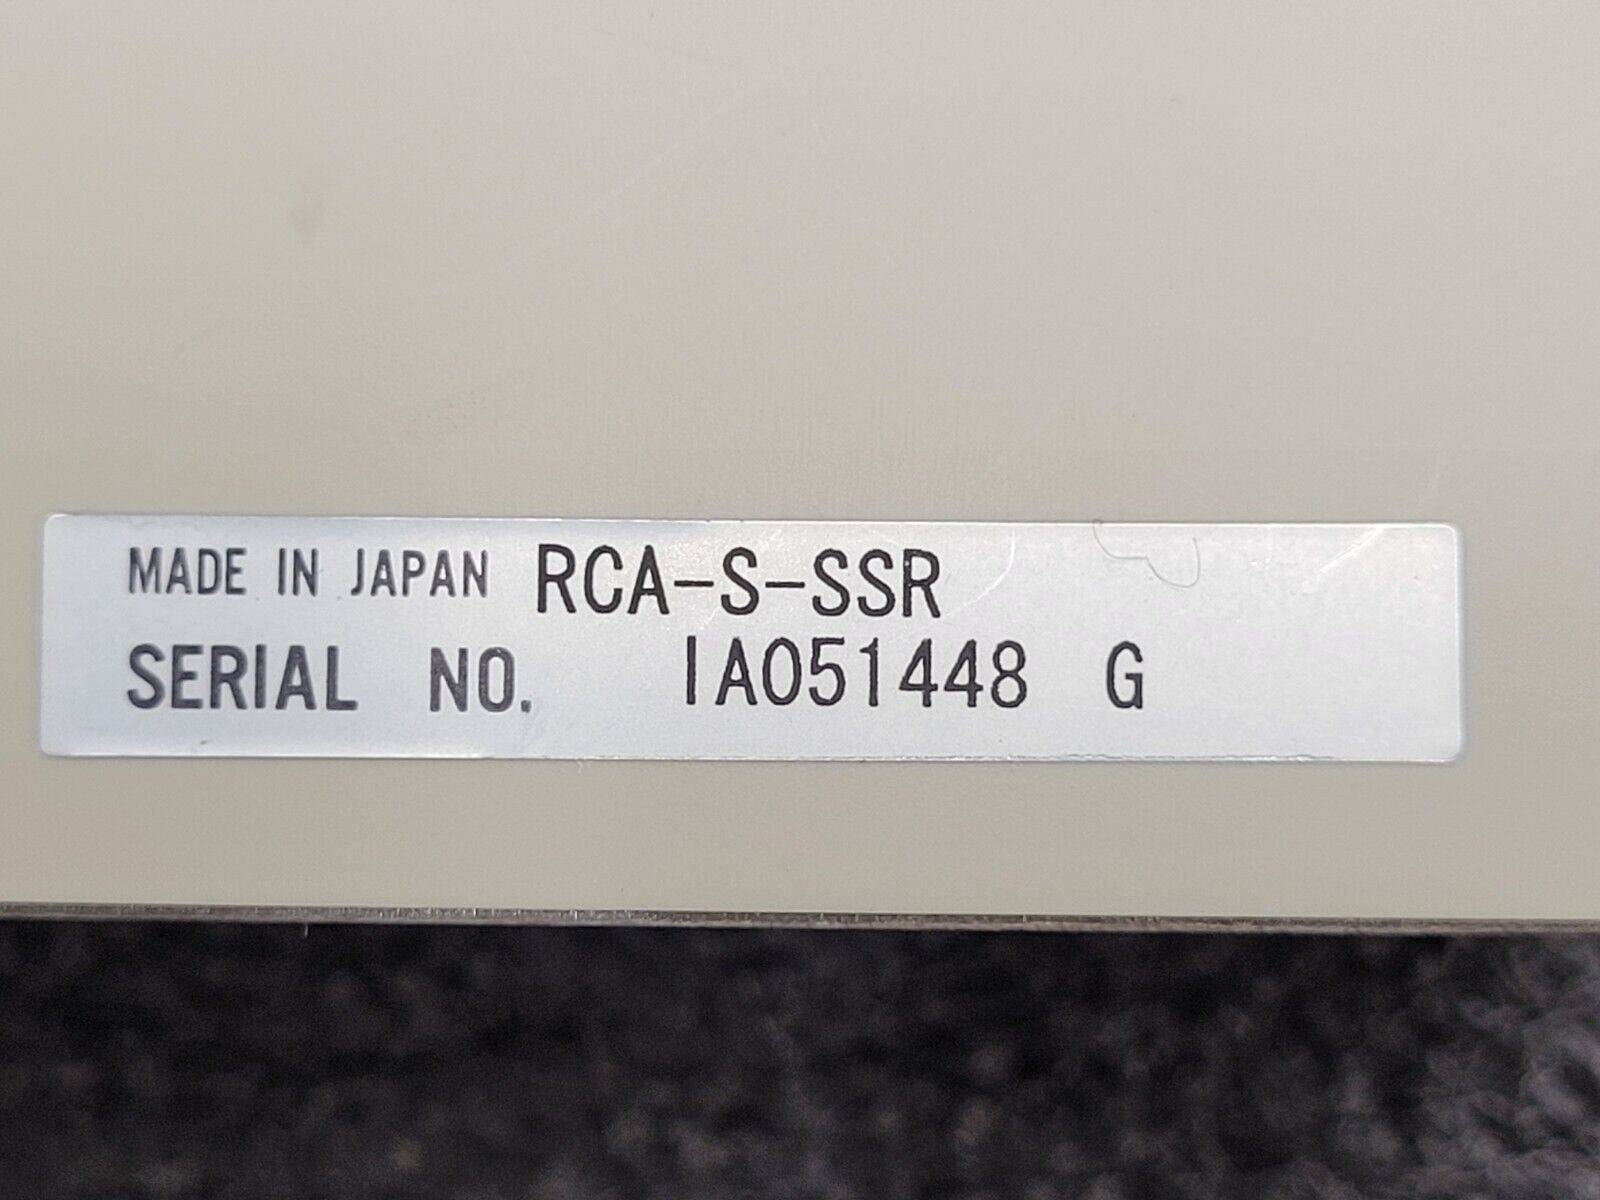 MADE IN JAPAN RCA-S-SSR
SERIAL NO. IA051448 G